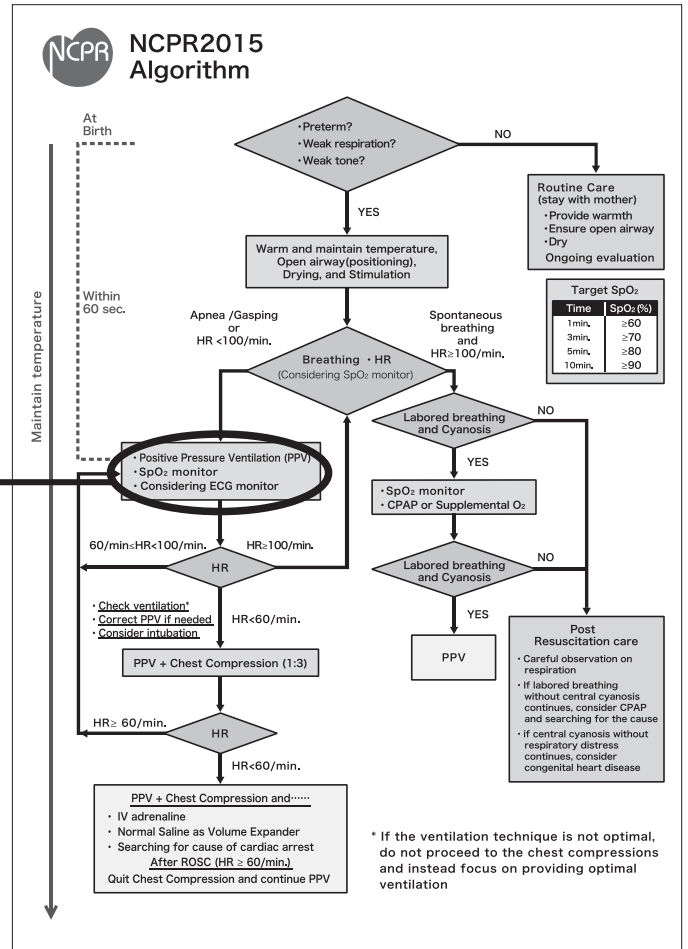 NCPR
NCPR2015
Algorithm
At
Birth
・Preterm?
・Weak respiration?
・Weak tone?
NO
YES
Routine Care
(stay with mother)
・Provide warmth
・Ensure open airway
・Dry
Ongoing evaluation
Warm and maintain temperature,
Open airway(positioning),
Drying, and Stimulation
Target SpO₂
Time SpO₂(%)
1min. ≥60
3min. ≥70
5min. ≥80
10min. ≥90
Within
60 sec.
Maintain temperature
Apnea /Gasping
or
HR <100/min.
Spontaneous
breathing
and
HR≥100/min.
Breathing ・HR
(Considering SpO₂ monitor)
Labored breathing
and Cyanosis
NO
YES
・Positive Pressure Ventilation (PPV)
・SpO₂ monitor
・Considering ECG monitor
・SpO₂ monitor
・CPAP or Supplemental O₂
60/min≤HR<100/min.
HR≥100/min.
HR
Labored breathing
and Cyanosis
NO
YES
・Check ventilation*
・Correct PPV if needed
・Consider intubation
HR<60/min.
PPV + Chest Compression (1:3)
PPV
Post
Resuscitation care
・Careful observation on
respiration
・If labored breathing
without central cyanosis
continues, consider CPAP
and searching for the cause
・if central cyanosis without
respiratory distress
continues, consider
congenital heart disease
HR≥ 60/min.
HR
HR<60/min.
PPV + Chest Compression and……
・ IV adrenaline
・ Normal Saline as Volume Expander
・ Searching for cause of cardiac arrest
After ROSC (HR ≥ 60/min.)
Quit Chest Compression and continue PPV
* If the ventilation technique is not optimal,
do not proceed to the chest compressions
and instead focus on providing optimal
ventilation